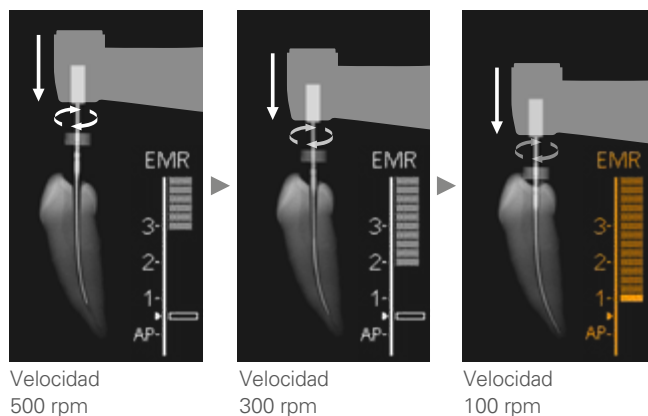 EMR
3-
2-
1-
AP-
EMR
3-
2-
1-
AP-
EMR
3-
2-
1-
AP-
Velocidad
500 rpm
Velocidad
300 rpm
Velocidad
100 rpm